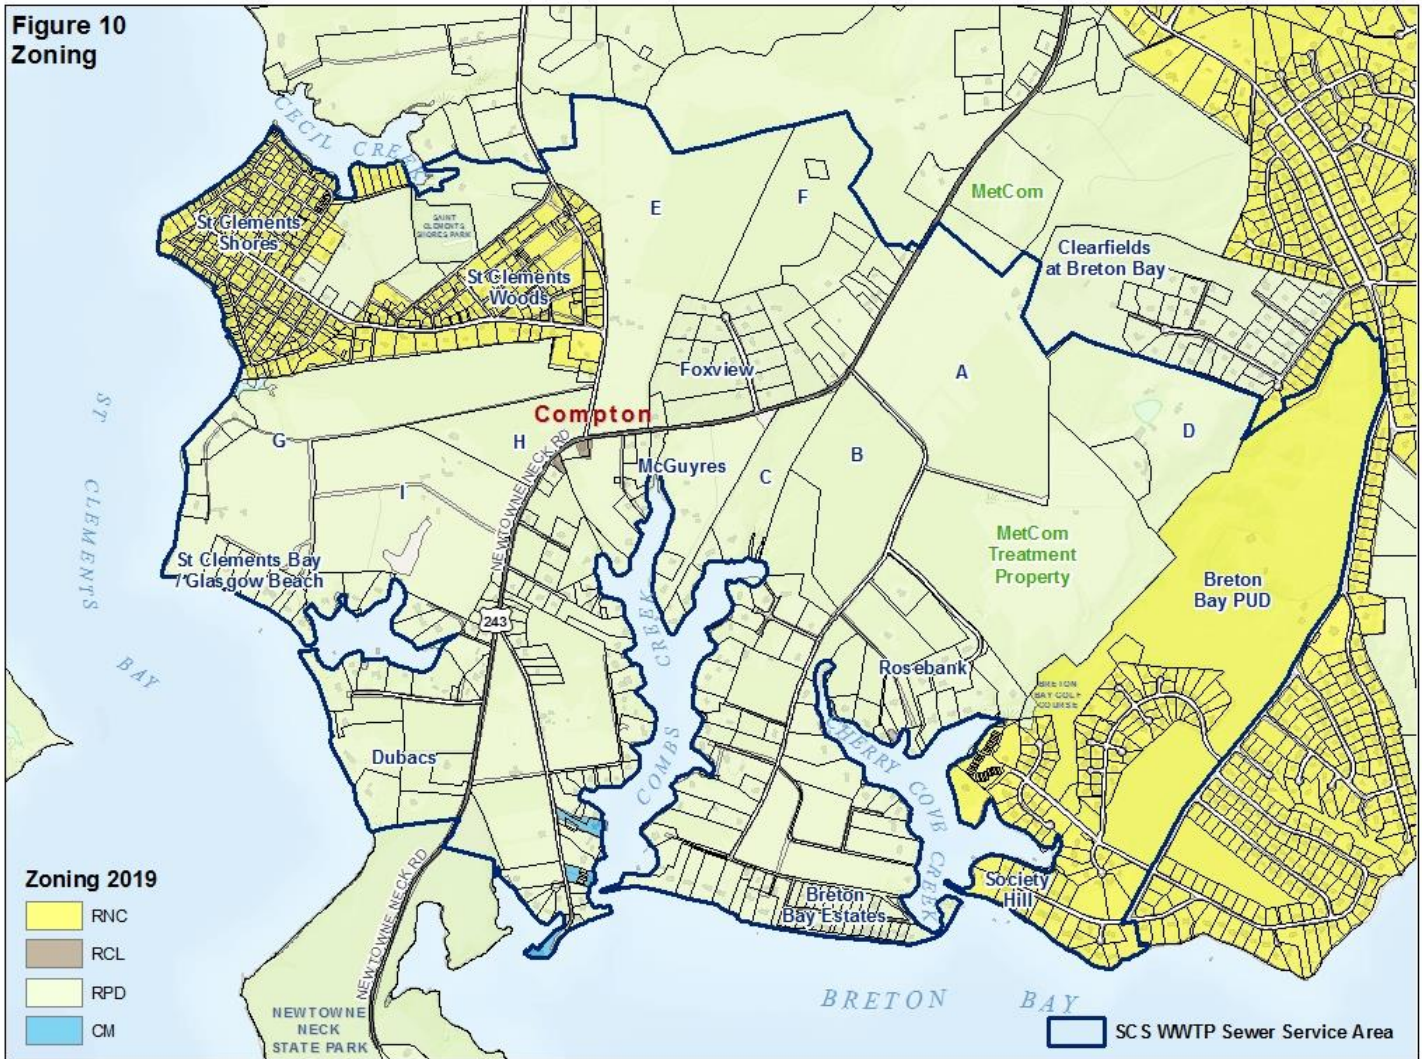 Figure 10
Zoning
CECIL CREEK
MetCom
F
E
St Clements
Shores
SAINT
CLEMENTS
SHORES PARK
Clearfields
at Breton Bay
St Clements
Woods
Foxview
A
ST CLEMENTS BAY
Compton
D
G
H
NEWTOWNE NECK RD
McGuyres
B
C
I
MetCom
Treatment
Property
St Clements Bay
/ Glasgow Beach
Breton
Bay PUD
243
COMBS CREEK
Rosebank
BRETON
BAY GOLF
COURSE
CHERRY COVE CREEK
Dubacs
NEWTOWNE NECK RD
Society
Hill
Breton
Bay Estates
Zoning 2019
RNC
RCL
RPD
CM
BRETON BAY
NEWTOWNE
NECK
STATE PARK
SCS WWTP Sewer Service Area